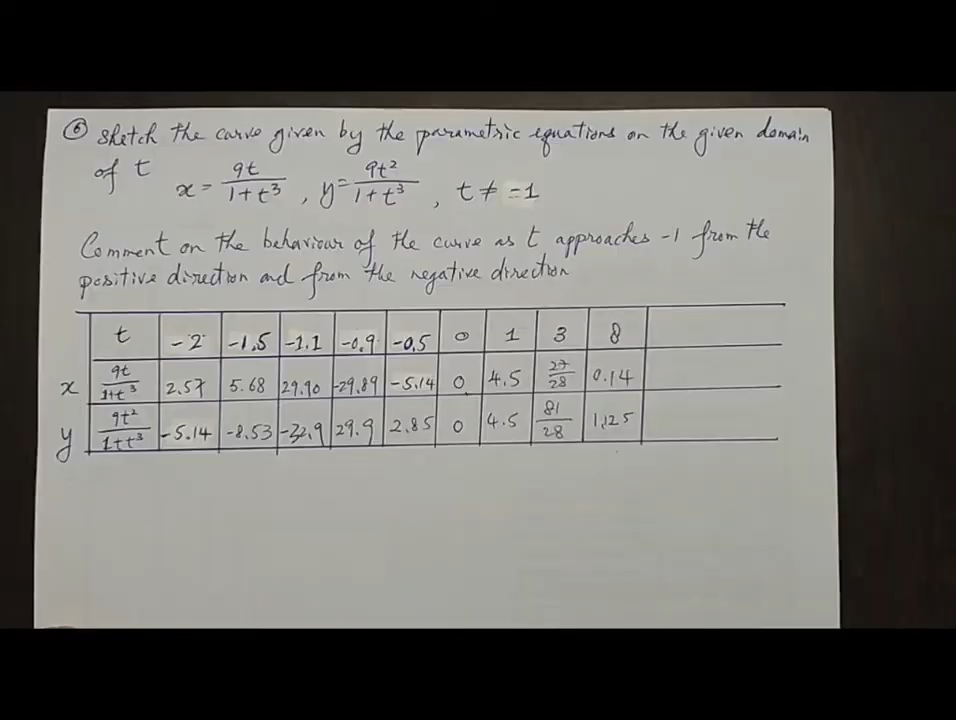 ⑥ Sketch the curve given by the parametric equations on the given domain
of t x = 9t/1+t³ , y = 9t²/1+t³ , t ≠ -1
Comment on the behaviour of the curve as t approaches -1 from the
positive direction and from the negative direction
t -2 -1.5 -1.1 -0.9 -0.5 0 1 3 8
x 9t/1+t³ 2.57 5.68 29.90 -29.89 -5.14 0 4.5 27/28 0.14
y 9t²/1+t³ -5.14 -8.53 -32.9 29.9 2.85 0 4.5 81/28 1.125